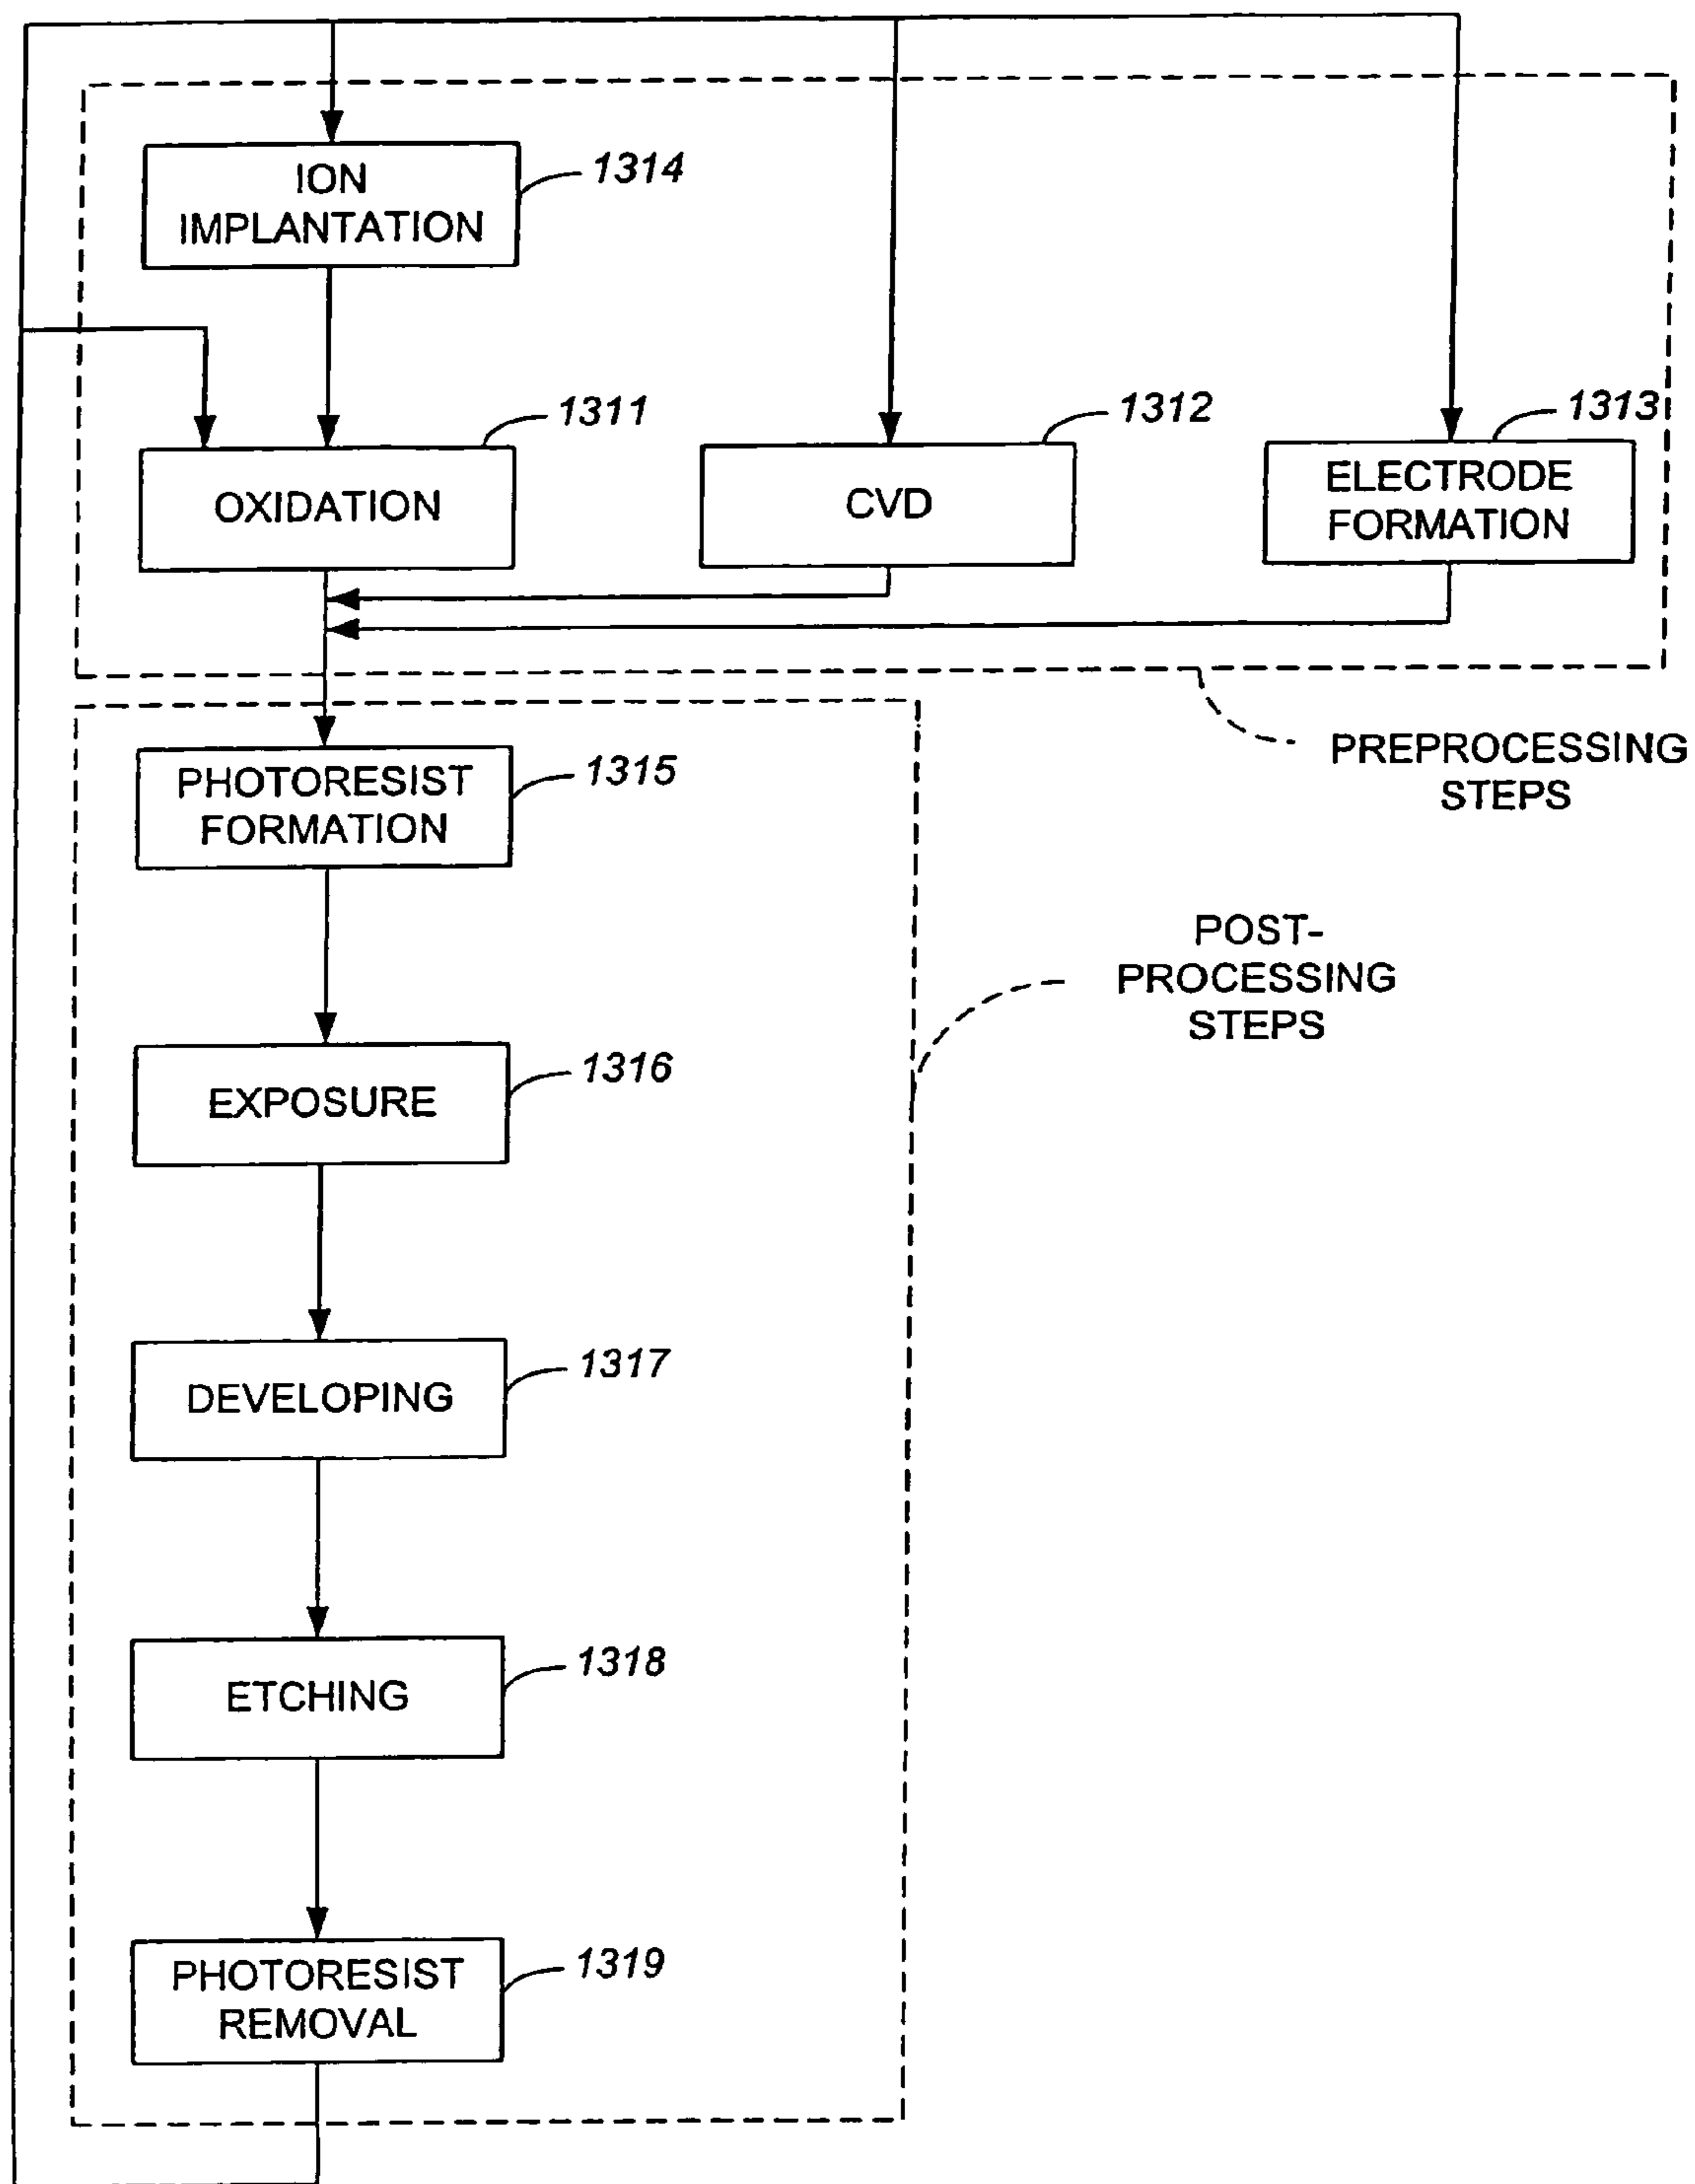 ION
IMPLANTATION
1314
OXIDATION
1311
CVD
1312
ELECTRODE
FORMATION
1313
PREPROCESSING
STEPS
PHOTORESIST
FORMATION
1315
POST-
PROCESSING
STEPS
EXPOSURE
1316
DEVELOPING
1317
ETCHING
1318
PHOTORESIST
REMOVAL
1319